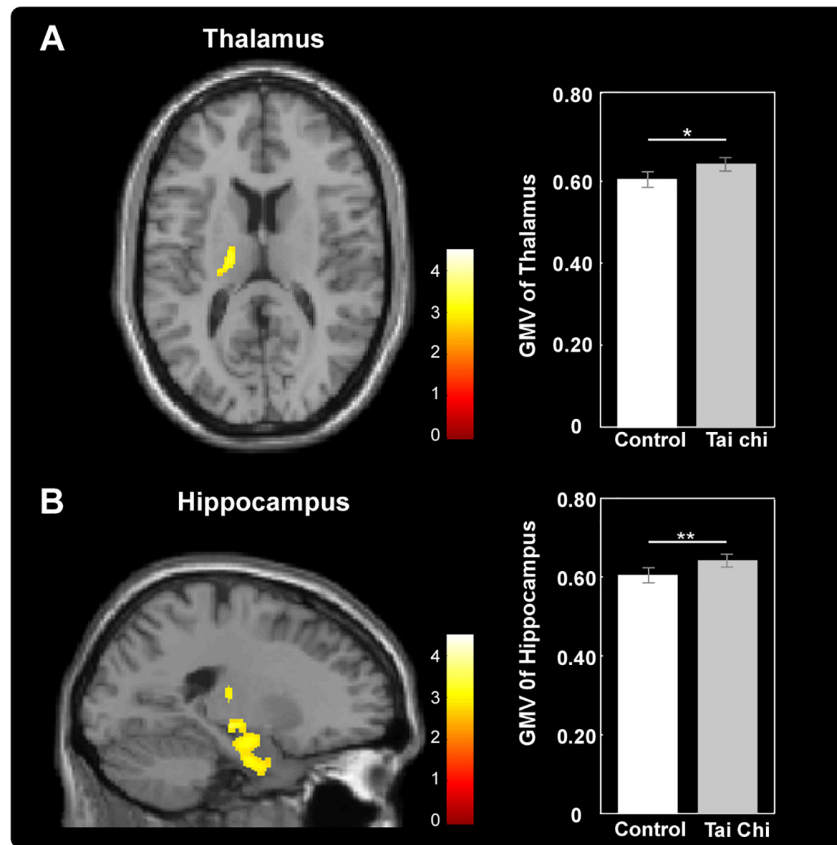 A
Thalamus
4
3
2
1
0
GMV of Thalamus
0.80
0.60
0.40
0.20
0
*
Control
Tai chi
B
Hippocampus
4
3
2
1
0
GMV 0f Hippocampus
0.80
0.60
0.40
0.20
0
**
Control
Tai Chi